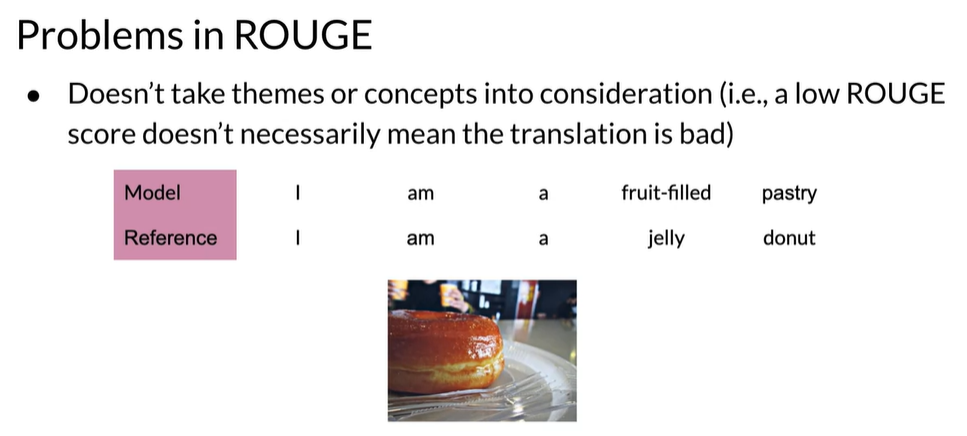 Problems in ROUGE
● Doesn’t take themes or concepts into consideration (i.e., a low ROUGE
score doesn’t necessarily mean the translation is bad)
Model I am a fruit-filled pastry
Reference I am a jelly donut